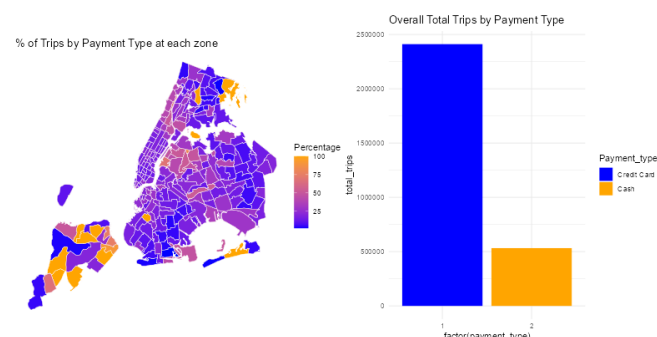 % of Trips by Payment Type at each zone
Percentage
100
75
50
25
Overall Total Trips by Payment Type
2500000
2000000
1500000
1000000
500000
0
total_trips
1
2
factor(payment_type)
Payment_type
Credit Card
Cash